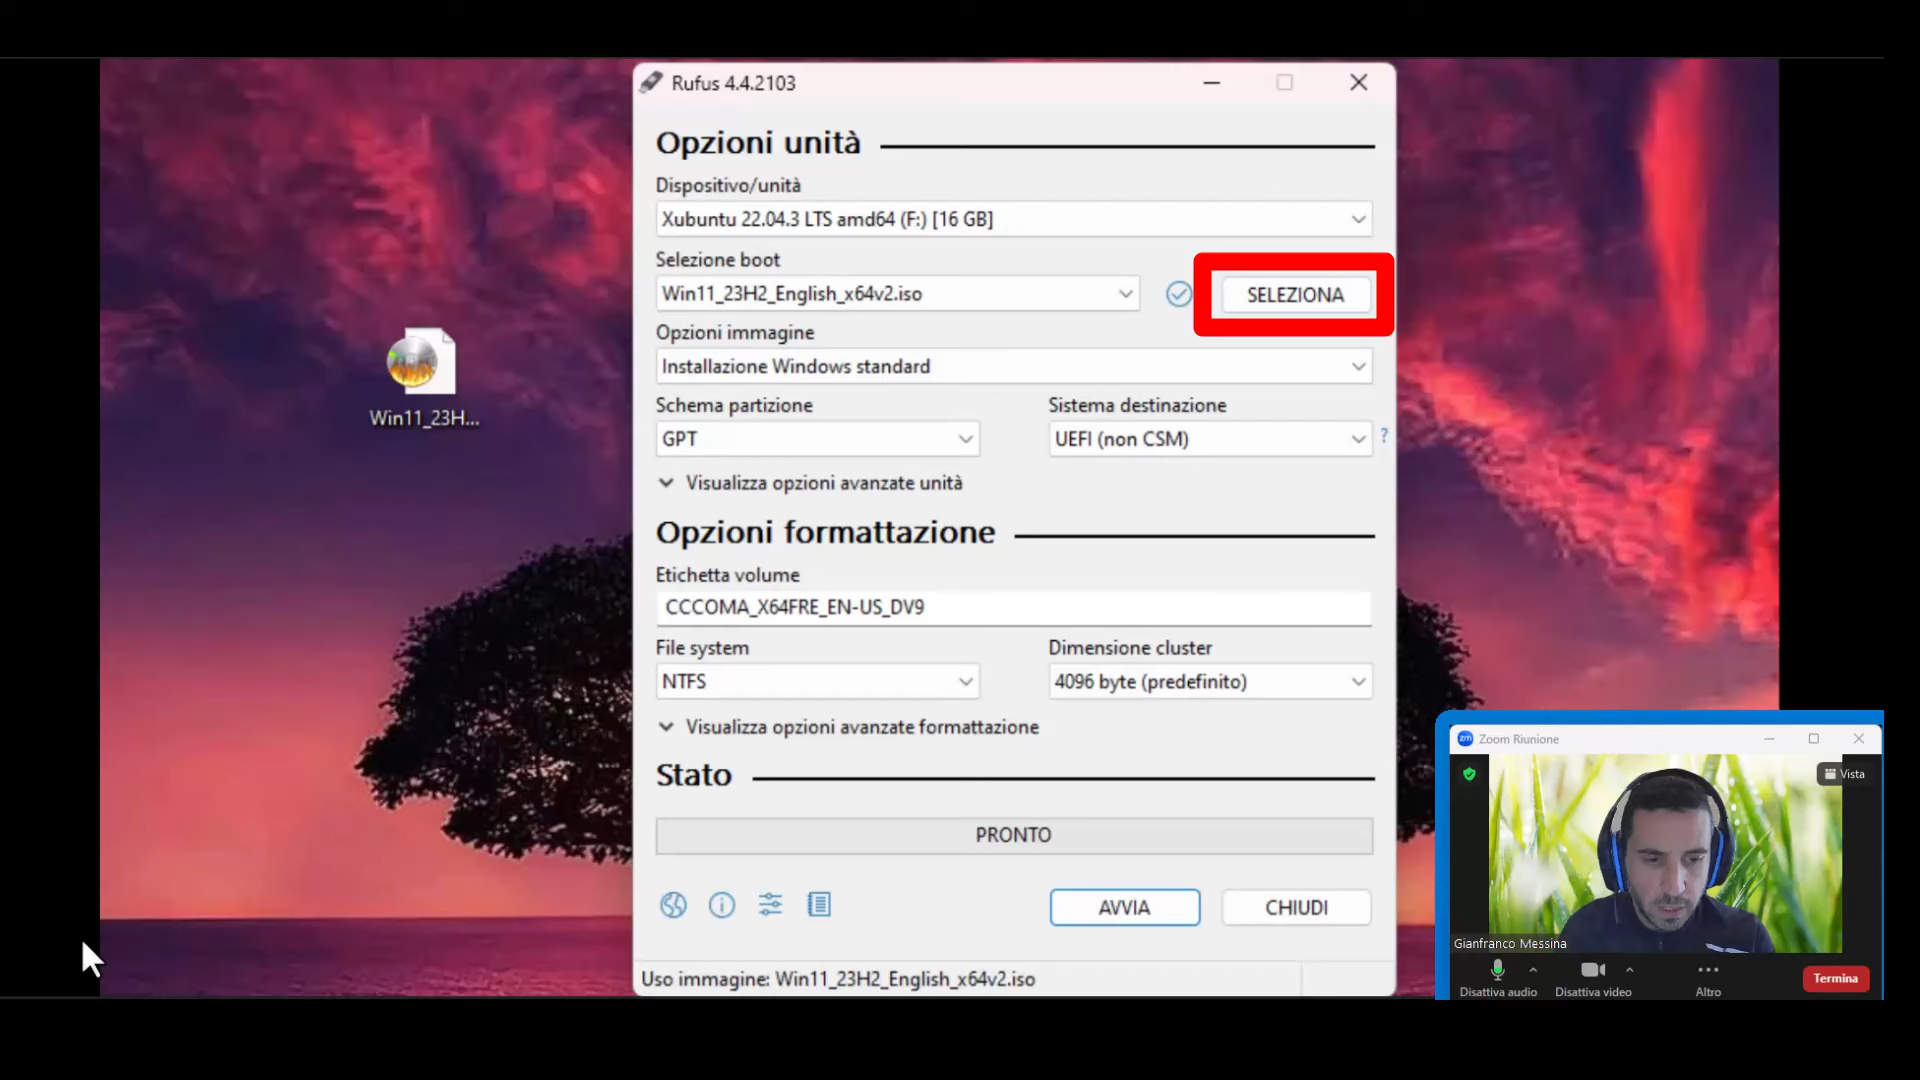 Rufus 4.4.2103
Opzioni unità
Dispositivo/unità
Xubuntu 22.04.3 LTS amd64 (F:) [16 GB]
Selezione boot
Win11_23H2_English_x64v2.iso
SELEZIONA
Opzioni immagine
Installazione Windows standard
Schema partizione
Sistema destinazione
GPT
UEFI (non CSM)
?
Visualizza opzioni avanzate unità
Opzioni formattazione
Etichetta volume
CCCOMA_X64FRE_EN-US_DV9
File system
Dimensione cluster
NTFS
4096 byte (predefinito)
Visualizza opzioni avanzate formattazione
Stato
PRONTO
AVVIA
CHIUDI
Uso immagine: Win11_23H2_English_x64v2.iso
Win11_23H...
zm Zoom Riunione
Vista
Gianfranco Messina
Disattiva audio
Disattiva video
Altro
Termina